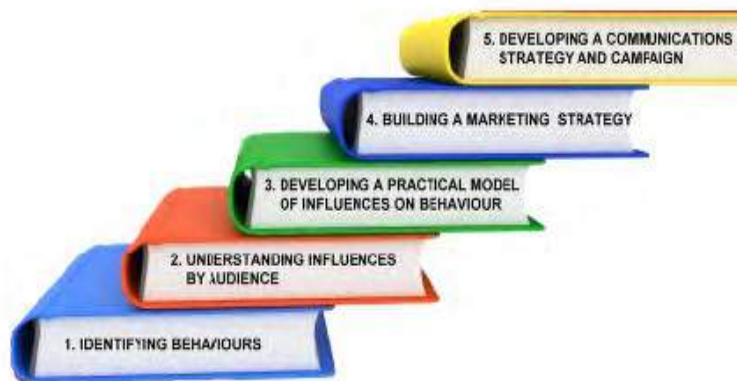 5. DEVELOPING A COMMUNICATIONS
STRATEGY AND CAMPAIGN
4. BUILDING A MARKETING STRATEGY
3. DEVELOPING A PRACTICAL MODEL
OF INFLUENCES ON BEHAVIOUR
2. UNDERSTANDING INFLUENCES
BY AUDIENCE
1. IDENTIFYING BEHAVIOURS